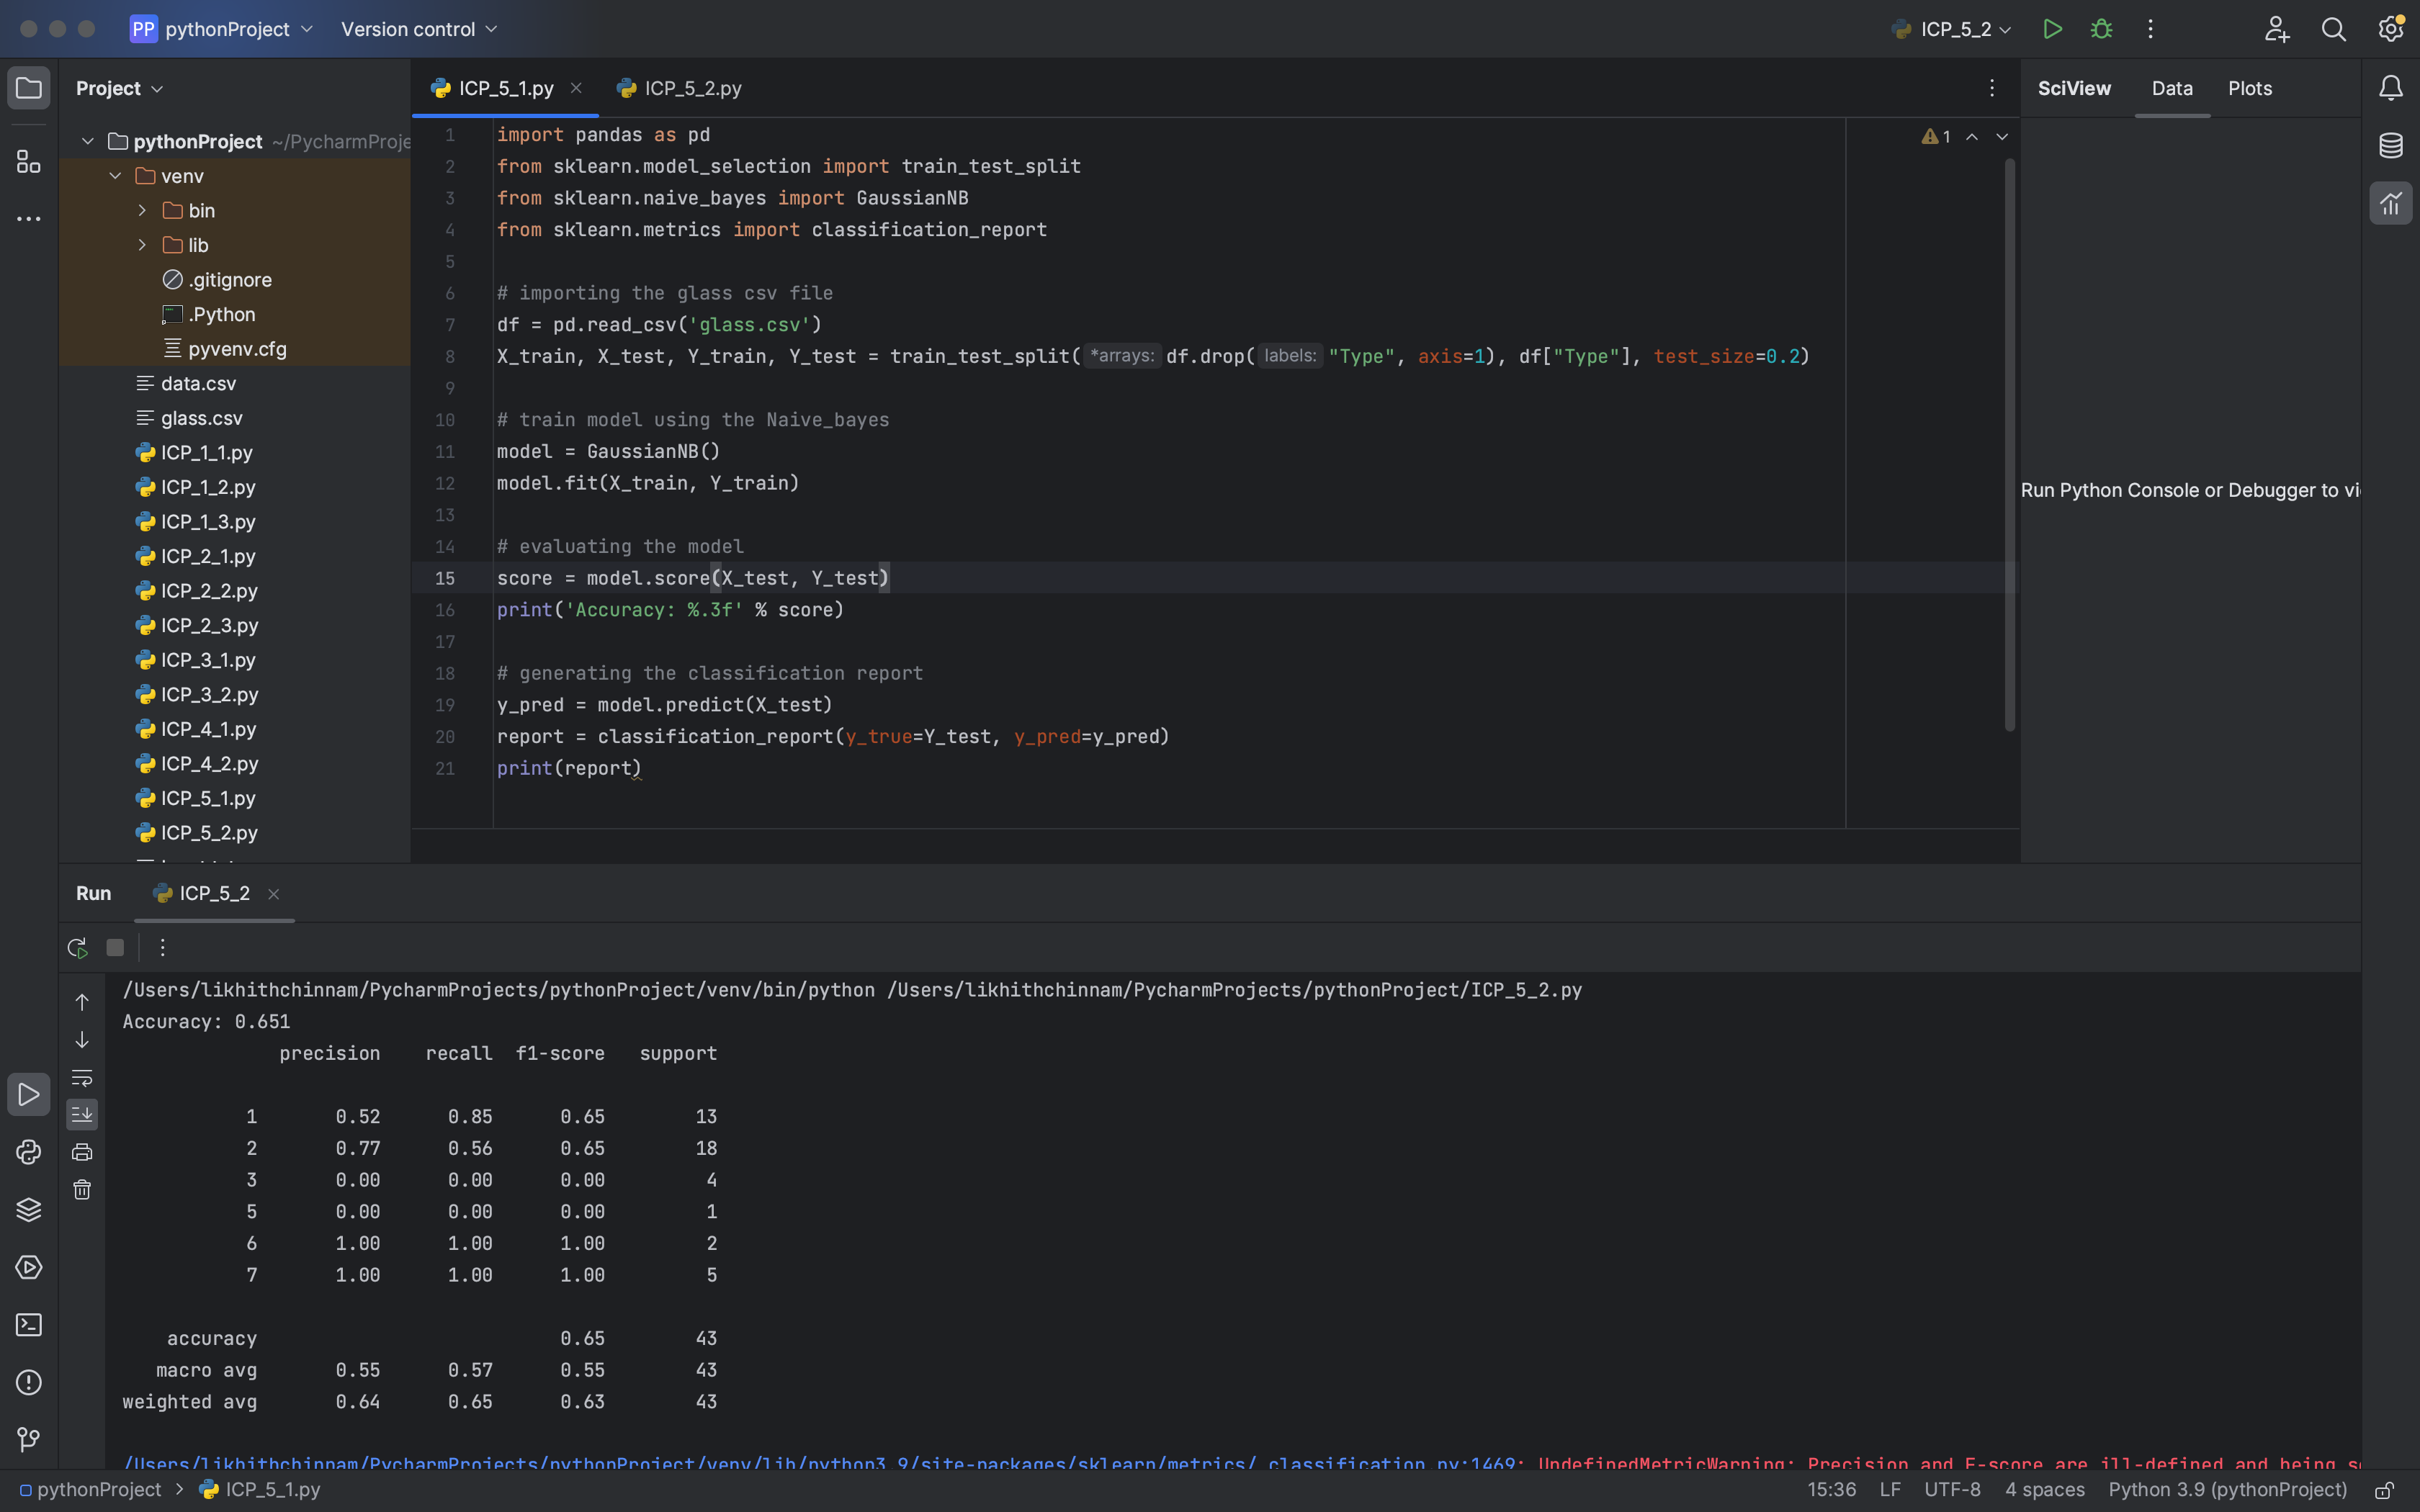 PP pythonProject Version control ICP_5_2
Project
ICP_5_1.py ICP_5_2.py
SciView Data Plots
pythonProject ~/PycharmProje
venv
bin
lib
.gitignore
.Python
pyvenv.cfg
data.csv
glass.csv
ICP_1_1.py
ICP_1_2.py
ICP_1_3.py
ICP_2_1.py
ICP_2_2.py
ICP_2_3.py
ICP_3_1.py
ICP_3_2.py
ICP_4_1.py
ICP_4_2.py
ICP_5_1.py
ICP_5_2.py
1 import pandas as pd
2 from sklearn.model_selection import train_test_split
3 from sklearn.naive_bayes import GaussianNB
4 from sklearn.metrics import classification_report
5
6 # importing the glass csv file
7 df = pd.read_csv('glass.csv')
8 X_train, X_test, Y_train, Y_test = train_test_split( *arrays: df.drop( labels: "Type", axis=1), df["Type"], test_size=0.2)
9
10 # train model using the Naive_bayes
11 model = GaussianNB()
12 model.fit(X_train, Y_train)
13
14 # evaluating the model
15 score = model.score(X_test, Y_test)
16 print('Accuracy: %.3f' % score)
17
18 # generating the classification report
19 y_pred = model.predict(X_test)
20 report = classification_report(y_true=Y_test, y_pred=y_pred)
21 print(report)
1
Run Python Console or Debugger to vi
Run ICP_5_2
/Users/likhithchinnam/PycharmProjects/pythonProject/venv/bin/python /Users/likhithchinnam/PycharmProjects/pythonProject/ICP_5_2.py
Accuracy: 0.651
precision recall f1-score support
1 0.52 0.85 0.65 13
2 0.77 0.56 0.65 18
3 0.00 0.00 0.00 4
5 0.00 0.00 0.00 1
6 1.00 1.00 1.00 2
7 1.00 1.00 1.00 5
accuracy 0.65 43
macro avg 0.55 0.57 0.55 43
weighted avg 0.64 0.65 0.63 43
/Users/likhithchinnam/PycharmProjects/pythonProject/venv/lib/python3.9/site-packages/sklearn/metrics/_classification.py:1469: UndefinedMetricWarning: Precision and F-score are ill-defined and being s
pythonProject > ICP_5_1.py 15:36 LF UTF-8 4 spaces Python 3.9 (pythonProject)